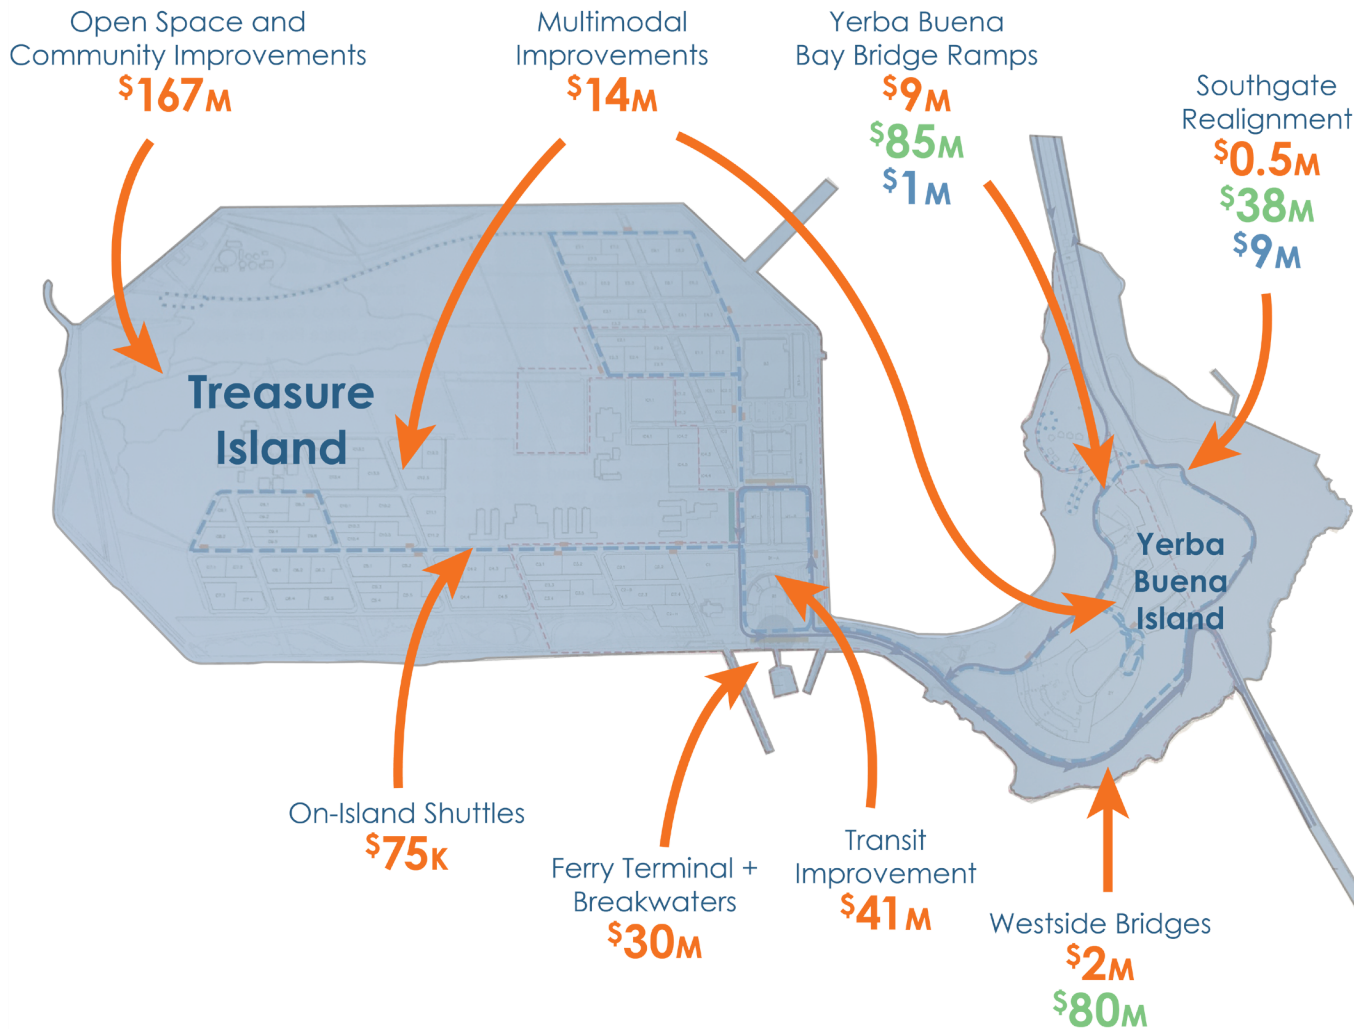 Open Space and
Community Improvements
$167M
Multimodal
Improvements
$14M
Yerba Buena
Bay Bridge Ramps
$9M
$85M
$1M
Southgate
Realignment
$0.5M
$38M
$9M
Treasure
Island
Yerba
Buena
Island
On-Island Shuttles
$75K
Ferry Terminal +
Breakwaters
$30M
Transit
Improvement
$41M
Westside Bridges
$2M
$80M